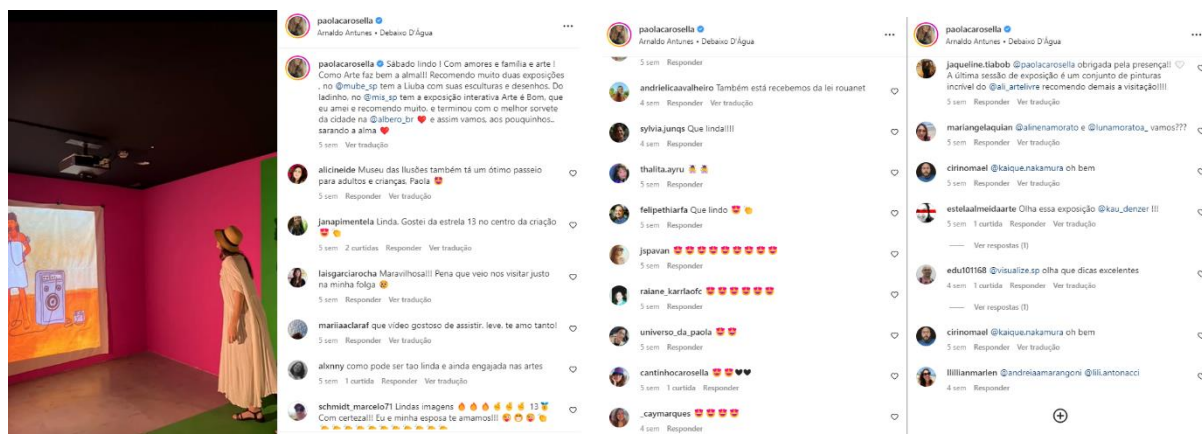 paolacarosella
Arnaldo Antunes • Debaixo D'Água
paolacarosella Sábado lindo ! Com amores e família e arte !
Como Arte faz bem a alma!! Recomendo muito duas exposições
, no @mube_sp tem a Liuba com suas esculturas e desenhos. Do
ladinho, no @mis_sp tem a exposição interativa Arte é Bom, que
eu amei e recomendo muito, e terminou com o melhor sorvete
da cidade na @albero_br ❤️ e assim vamos, aos pouquinhos..
sarando a alma ❤️
5 sem Ver tradução
alicineide Museu das Ilusões também tá um ótimo passeio
para adultos e crianças, Paola 😍
5 sem Responder Ver tradução
janapimentela Linda. Gostei da estrela 13 no centro da criação
😍 👏
5 sem 2 curtidas Responder Ver tradução
laisgarciarocha Maravilhosa!!! Pena que veio nos visitar justo
na minha folga 😢
5 sem Responder Ver tradução
mariiaaclaraf que vídeo gostoso de assistir. leve. te amo tanto!
5 sem Responder Ver tradução
alxnny como pode ser tao linda e ainda engajada nas artes
5 sem 1 curtida Responder Ver tradução
schmidt_marcelo71 Lindas imagens 🔥 🔥 🔥 13
Com certeza!!! Eu e minha esposa te amamos!!!
paolacarosella
Arnaldo Antunes • Debaixo D'Água
5 sem Responder
andrielicaavalheiro Também está recebemos da lei rouanet
4 sem Responder Ver tradução
sylvia.junqs Que linda!!!!
4 sem Responder Ver tradução
thalita.ayru
5 sem Responder
felipethiarfa Que lindo 😍 👏
5 sem Responder Ver tradução
jspavan 😍😍😍😍😍😍😍😍😍
5 sem Responder
raiane_karrlaofc 😍😍😍😍😍😍
5 sem Responder
universo_da_paola 😍 😍
5 sem Responder
cantinhocarosella 😍 😍🖤🖤
5 sem 1 curtida Responder
_caymarques 😍 😍 😍 😍
5 sem Responder
paolacarosella
Arnaldo Antunes • Debaixo D'Água
jaqueline.tiabob @paolacarosella obrigada pela presença!! 🤍
A última sessão de exposição é um conjunto de pinturas
incrível do @ali_artelivre recomendo demais a visitação!!!!
5 sem Responder Ver tradução
mariangelaquian @alinenamorato e @lunamoratoa_ vamos???
4 sem Responder Ver tradução
cirinomael @kaique.nakamura oh bem
5 sem Responder Ver tradução
estelaalmeidaarte Olha essa exposição @kau_denzer !!!
5 sem 1 curtida Responder Ver tradução
Ver respostas (1)
edu101168 @visualize.sp olha que dicas excelentes
4 sem 1 curtida Responder Ver tradução
Ver respostas (1)
cirinomael @kaique.nakamura oh bem
5 sem Responder Ver tradução
llillianmarlen @andreiaamarangoni @lili.antonacci
4 sem Responder